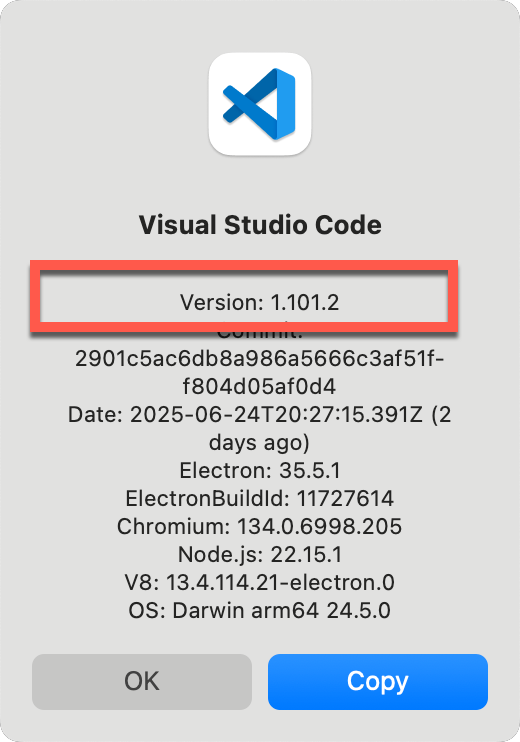 Visual Studio Code
Version: 1.101.2
Commit:
2901c5ac6db8a986a5666c3af51f-
f804d05af0d4
Date: 2025-06-24T20:27:15.391Z (2
days ago)
Electron: 35.5.1
ElectronBuildId: 11727614
Chromium: 134.0.6998.205
Node.js: 22.15.1
V8: 13.4.114.21-electron.0
OS: Darwin arm64 24.5.0
OK
Copy